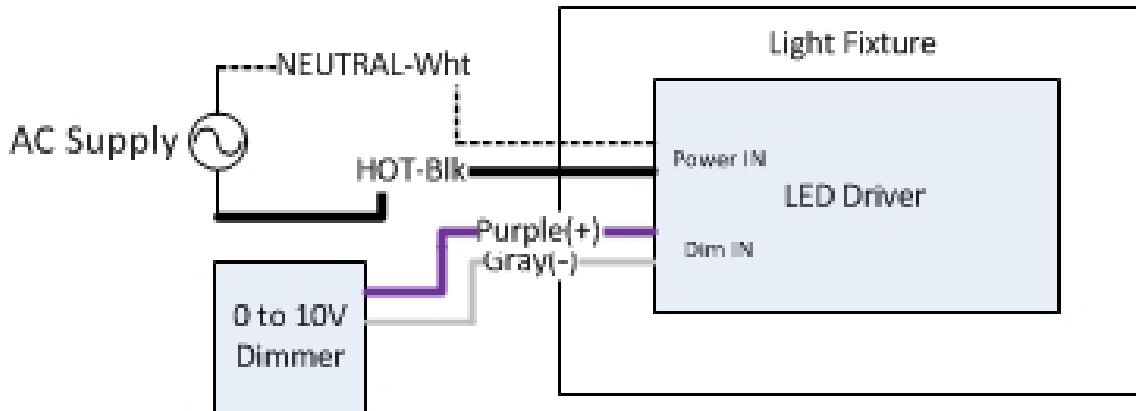 Light Fixture
NEUTRAL-Wht
AC Supply
HOT-Blk
Power IN
LED Driver
Purple(+)
Gray(-)
Dim IN
0 to 10V
Dimmer